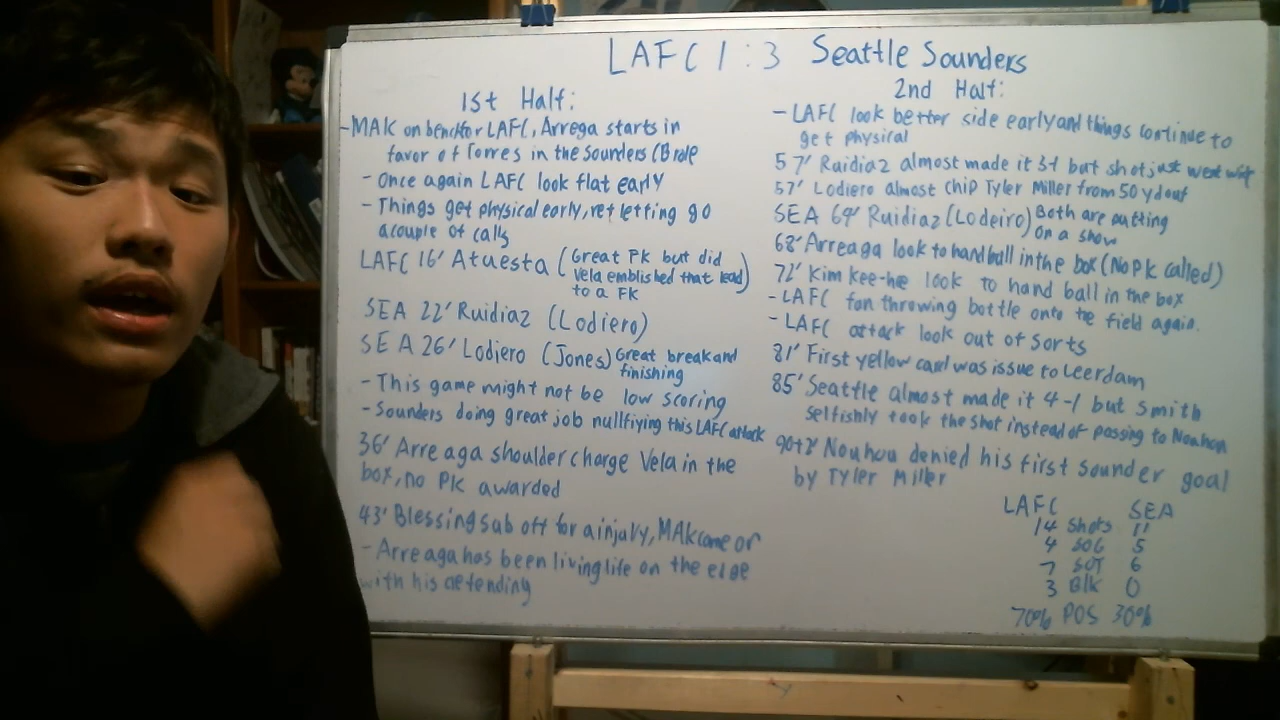 LAFC 1 : 3 Seattle Sounders
1st Half:
- MAK on bench for LAFC, Arrega starts in
favor of Torres in the Sounders CB role
- Once again LAFC look flat early
- Things get physical early, ref letting go
a couple of calls
LAFC 16' Atuesta (Great PK but did
Vela emblished that lead)
to a FK
SEA 22' Ruidiaz (Lodiero)
SEA 26' Lodiero (Jones) Great break and
finishing
- This game might not be low scoring
- Sounders doing great job nullfiying this LAFC attack
36' Arreaga shoulder charge Vela in the
box, no PK awarded
43' Blessing sub off for a injury, MAK came on
- Arreaga has been living life on the edge
with his defending
2nd Half:
- LAFC look better side early and things continue to
get physical
57' Raidiaz almost made it 3-1 but shot just went
57' Lodiero almost chip Tyler Miller from 50 yd out
SEA 64' Ruidiaz (Lodeiro) Both are putting
on a show
68' Arreaga look to handball in the box (No PK called)
72' Kim Kee-he look to hand ball in the box
- LAFC fan throwing bottle onto the field again.
- LAFC attack look out of sorts
81' First yellow card was issue to Leerdam
85' Seattle almost made it 4-1 but Smith
selfishly took the shot instead of passing to Nouhou
90+2' Nouhou denied his first sounder goal
by Tyler Miller
LAFC SEA
14 Shots 11
4 SOG 5
7 SOT 6
3 Blk 0
70% POS 30%